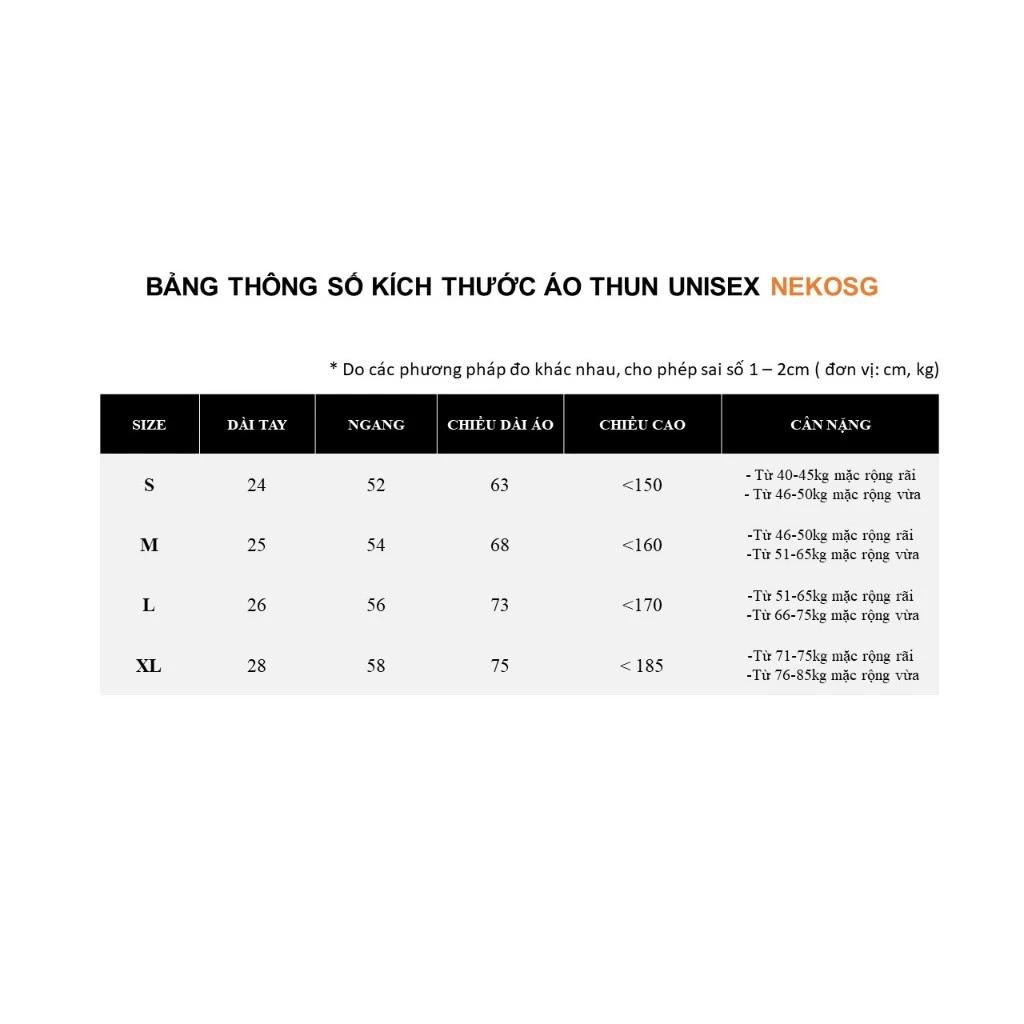 BẢNG THÔNG SỐ KÍCH THƯỚC ÁO THUN UNISEX NEKOSG
* Do các phương pháp đo khác nhau, cho phép sai số 1 – 2cm ( đơn vị: cm, kg)
SIZE DÀI TAY NGANG CHIỀU DÀI ÁO CHIỀU CAO CÂN NẶNG
S 24 52 63 <150 - Từ 40-45kg mặc rộng rãi
- Từ 46-50kg mặc rộng vừa
M 25 54 68 <160 -Từ 46-50kg mặc rộng rãi
-Từ 51-65kg mặc rộng vừa
L 26 56 73 <170 -Từ 51-65kg mặc rộng rãi
-Từ 66-75kg mặc rộng vừa
XL 28 58 75 < 185 -Từ 71-75kg mặc rộng rãi
-Từ 76-85kg mặc rộng vừa